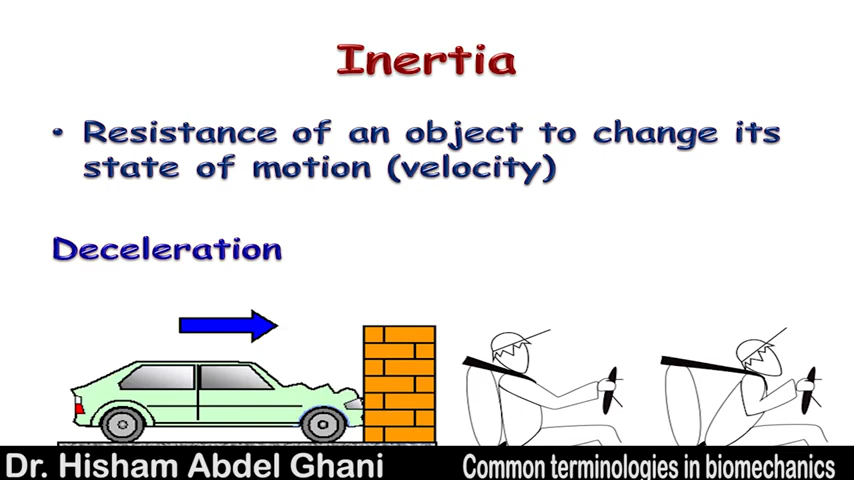 Inertia
• Resistance of an object to change its
state of motion (velocity)
Deceleration
Dr. Hisham Abdel Ghani
Common terminologies in biomechanics